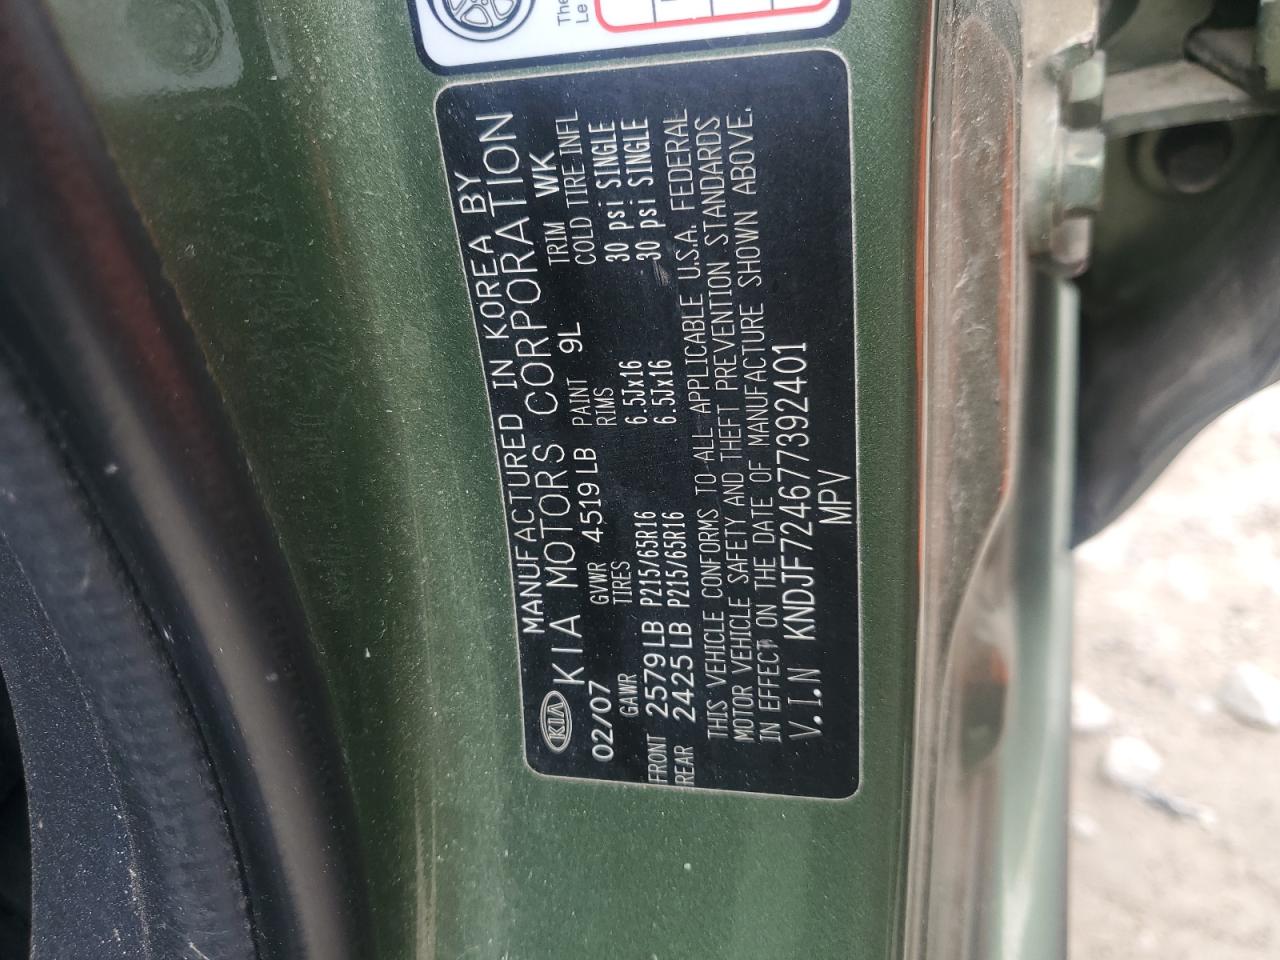 The
Le
MANUFACTURED IN KOREA BY
KIA KIA MOTORS CORPORATION
02/07 GVWR 4519 LB PAINT 9L TRIM WK
GAWR TIRES RIMS COLD TIRE INFL
FRONT 2579 LB P215/65R16 6.5Jx16 30 psi SINGLE
REAR 2425 LB P215/65R16 6.5Jx16 30 psi SINGLE
THIS VEHICLE CONFORMS TO ALL APPLICABLE U.S.A. FEDERAL
MOTOR VEHICLE SAFETY AND THEFT PREVENTION STANDARDS
IN EFFECT ON THE DATE OF MANUFACTURE SHOWN ABOVE.
V.I.N KNDJF724677392401
MPV